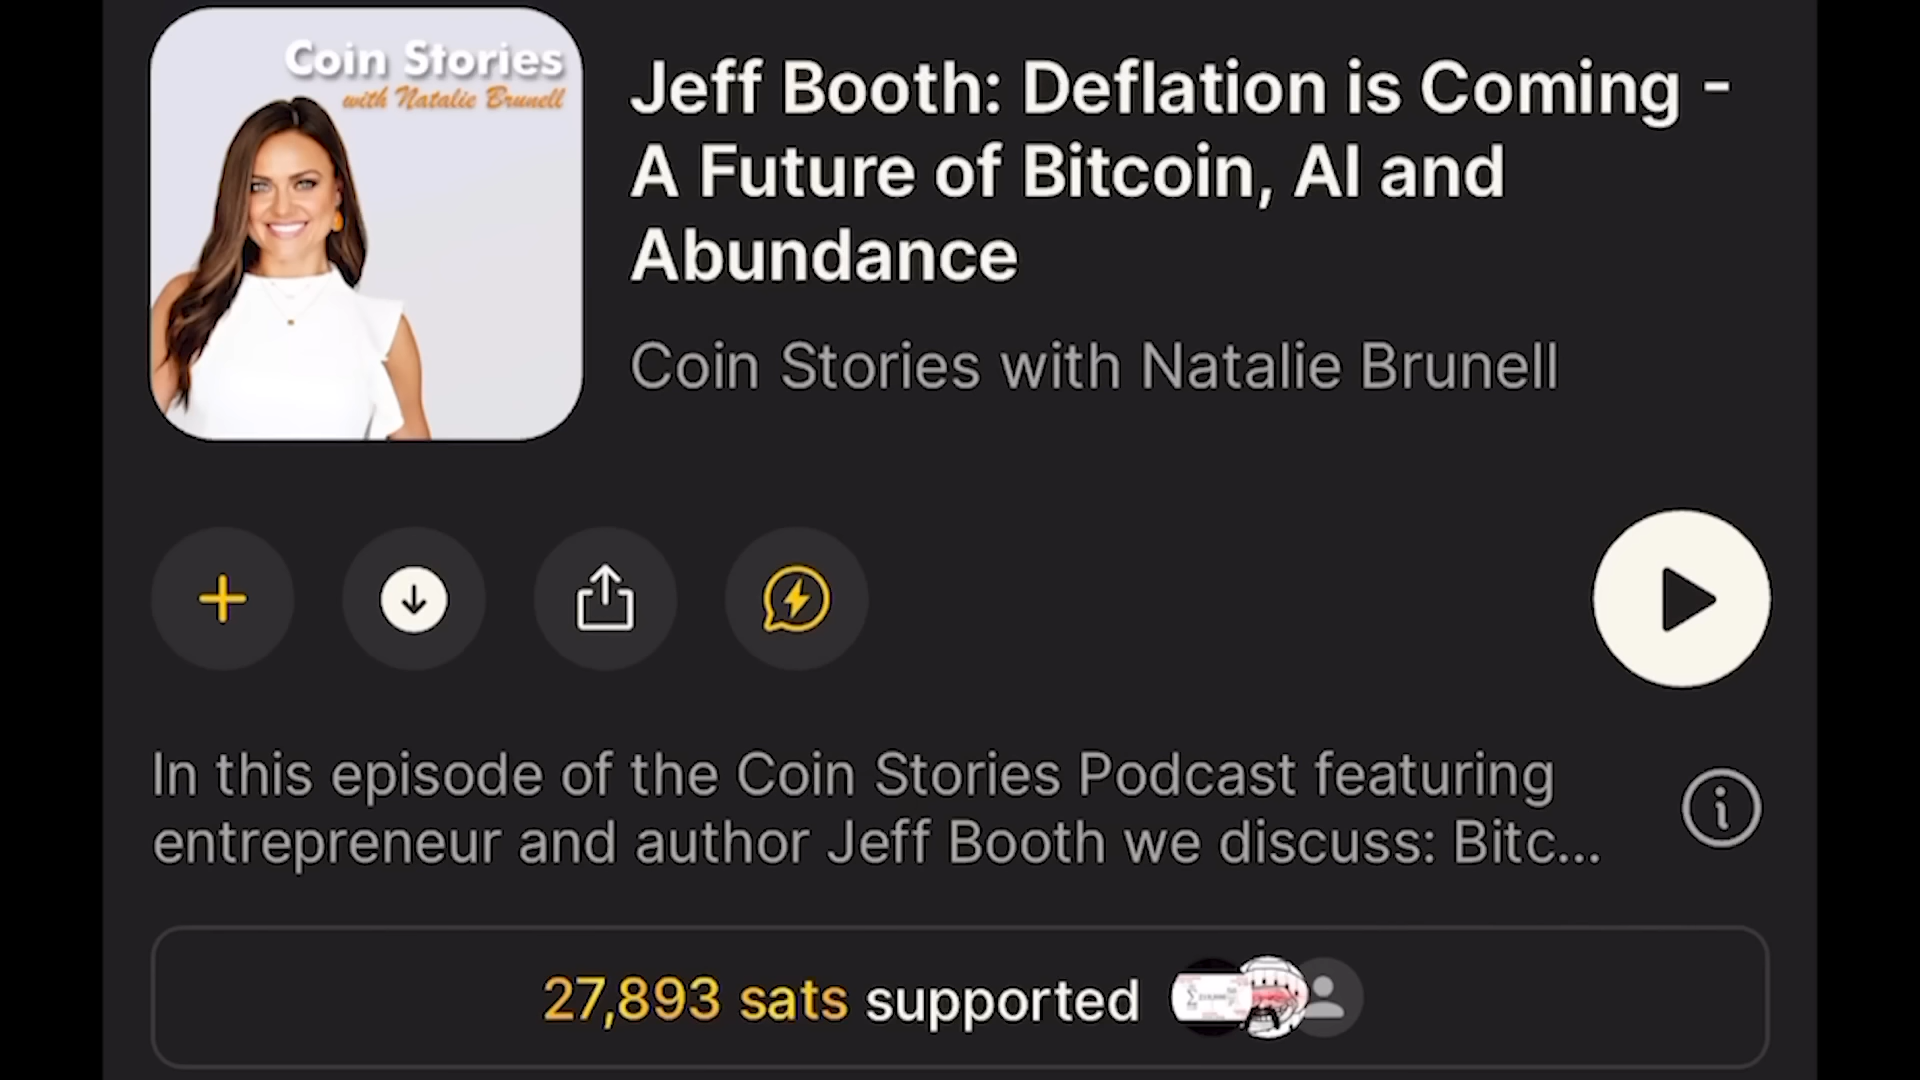 Coin Stories
with Natalie Brunell
Jeff Booth: Deflation is Coming -
A Future of Bitcoin, AI and
Abundance
Coin Stories with Natalie Brunell
In this episode of the Coin Stories Podcast featuring
entrepreneur and author Jeff Booth we discuss: Bitc...
27,893 sats supported